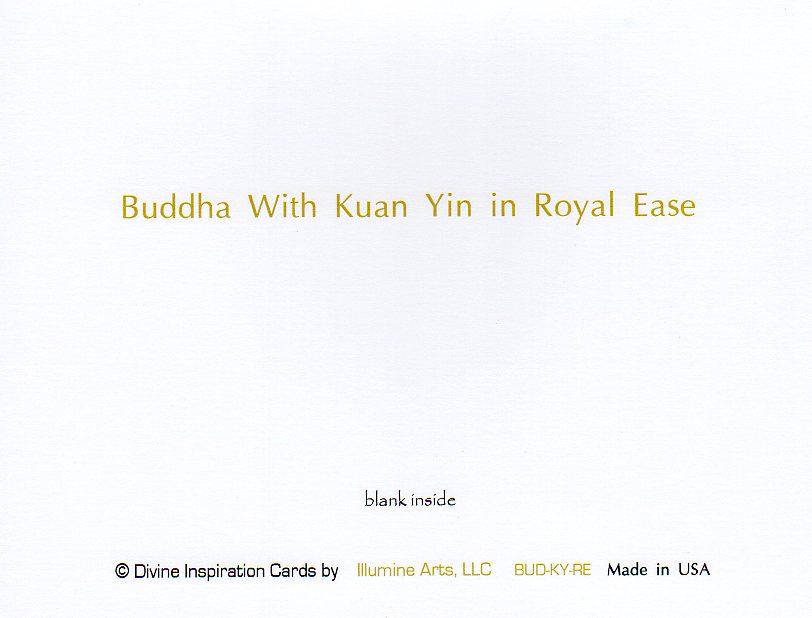 Buddha With Kuan Yin in Royal Ease
blank inside
© Divine Inspiration Cards by Illumine Arts, LLC BUD-KY-RE Made in USA